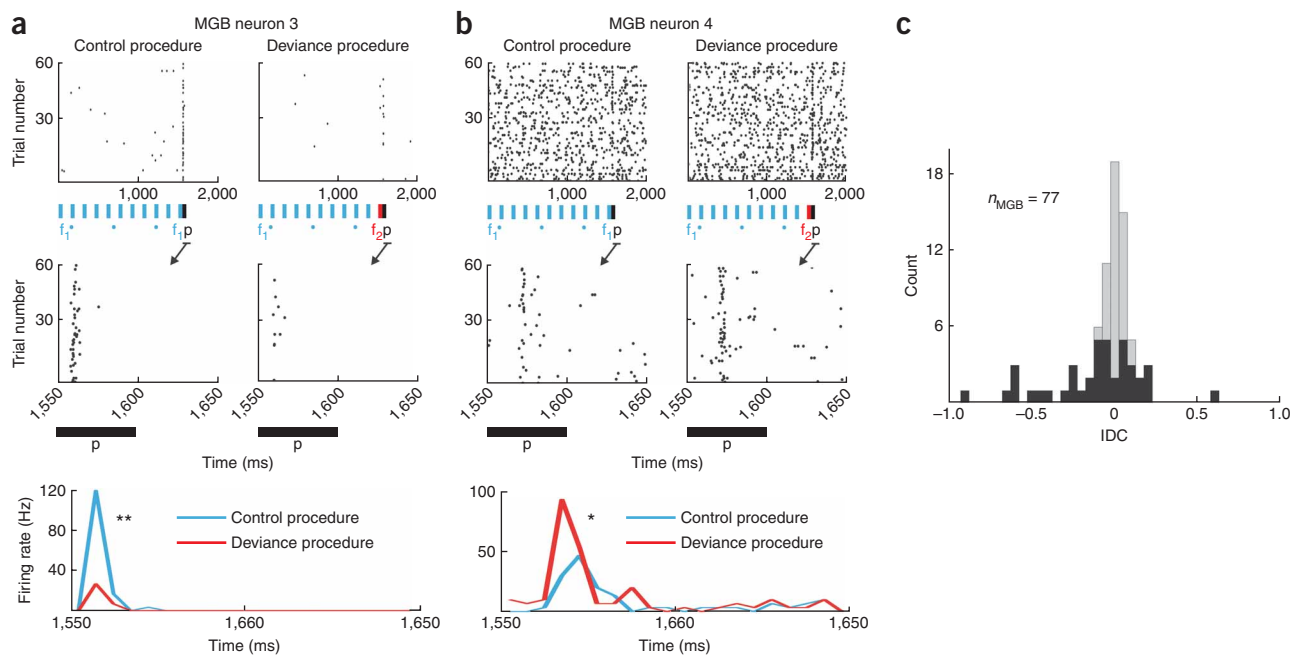 a
MGB neuron 3
Control procedure
Deviance procedure
Trial number
60
30
1,000
2,000
1,000
2,000
f1
f1 p
f1
f2 p
Trial number
60
30
1,550
1,600
1,650
1,550
1,600
1,650
p
p
Time (ms)
Firing rate (Hz)
120
80
40
**
Control procedure
Deviance procedure
1,550
1,660
1,650
Time (ms)
b
MGB neuron 4
Control procedure
Deviance procedure
60
30
1,000
2,000
1,000
2,000
f1
f1 p
f1
f2 p
60
30
1,550
1,600
1,650
1,550
1,600
1,650
p
p
Time (ms)
100
50
*
Control procedure
Deviance procedure
1,550
1,660
1,650
Time (ms)
c
nMGB = 77
Count
18
12
6
−1.0
−0.5
0
0.5
1.0
IDC